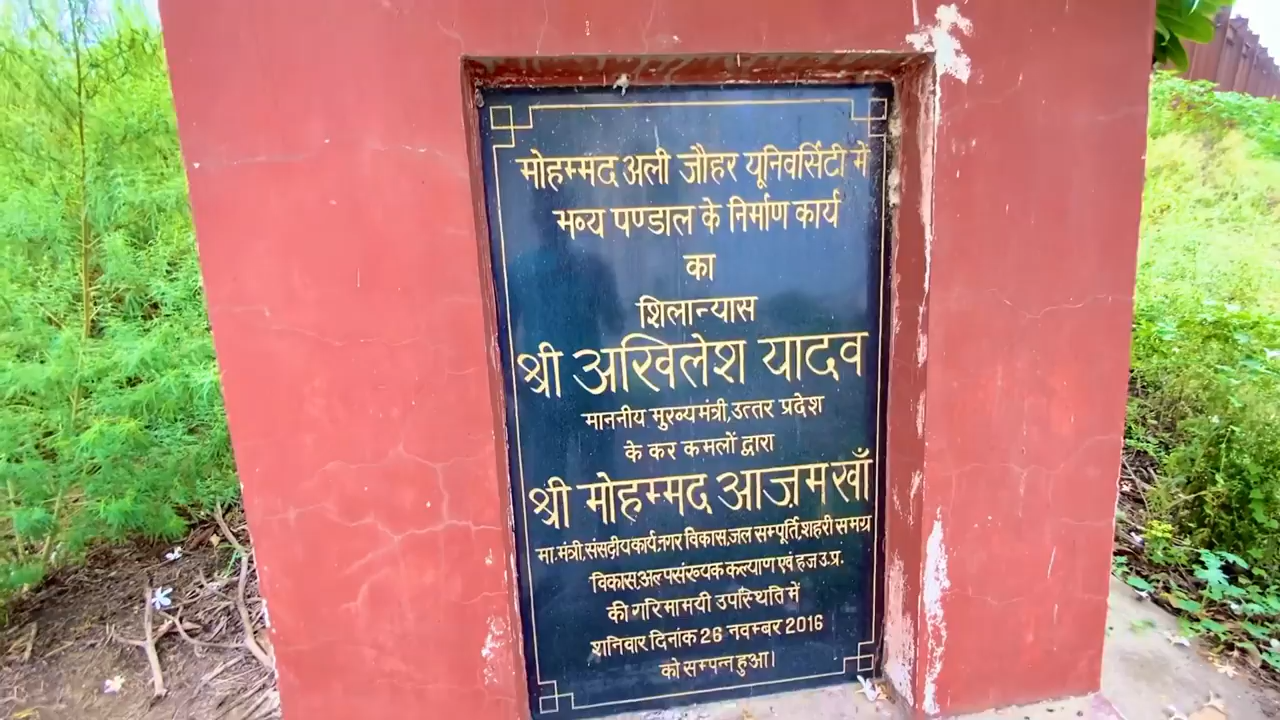 मोहम्मद अली जौहर यूनिवर्सिटी में
भव्य पण्डाल के निर्माण कार्य
का
शिलान्यास
श्री अखिलेश यादव
माननीय मुख्यमंत्री,उत्तर प्रदेश
के कर कमलों द्वारा
श्री मोहम्मद आज़म खाँ
मा.मंत्री,संसदीय कार्य,नगर विकास,जल सम्पूर्ति,शहरी समग्र
विकास,अल्पसंख्यक कल्याण एवं हज उ.प्र.
की गरिमामयी उपस्थिति में
शनिवार दिनांक 26 नवम्बर 2016
को सम्पन्न हुआ।